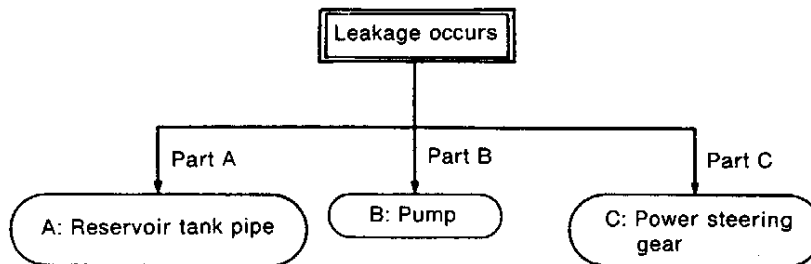 Leakage occurs
Part A
Part B
Part C
A: Reservoir tank pipe
B: Pump
C: Power steering
gear